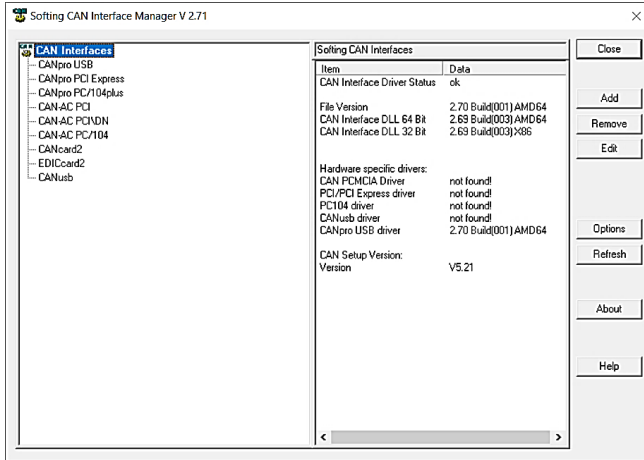 Softing CAN Interface Manager V 2.71
CAN Interfaces
CANpro USB
CANpro PCI Express
CANpro PC/104plus
CAN-AC PCI
CAN-AC PCI\DN
CAN-AC PC/104
CANcard2
EDICcard2
CANusb
Softing CAN Interfaces
Item Data
CAN Interface Driver Status ok
File Version 2.70 Build(001) AMD64
CAN Interface DLL 64 Bit 2.69 Build(003) AMD64
CAN Interface DLL 32 Bit 2.69 Build(003) X86
Hardware specific drivers:
CAN PCMCIA Driver not found!
PCI/PCI Express driver not found!
PC104 driver not found!
CANusb driver not found!
CANpro USB driver 2.70 Build(001) AMD64
CAN Setup Version:
Version V5.21
Close
Add
Remove
Edit
Options
Refresh
About
Help